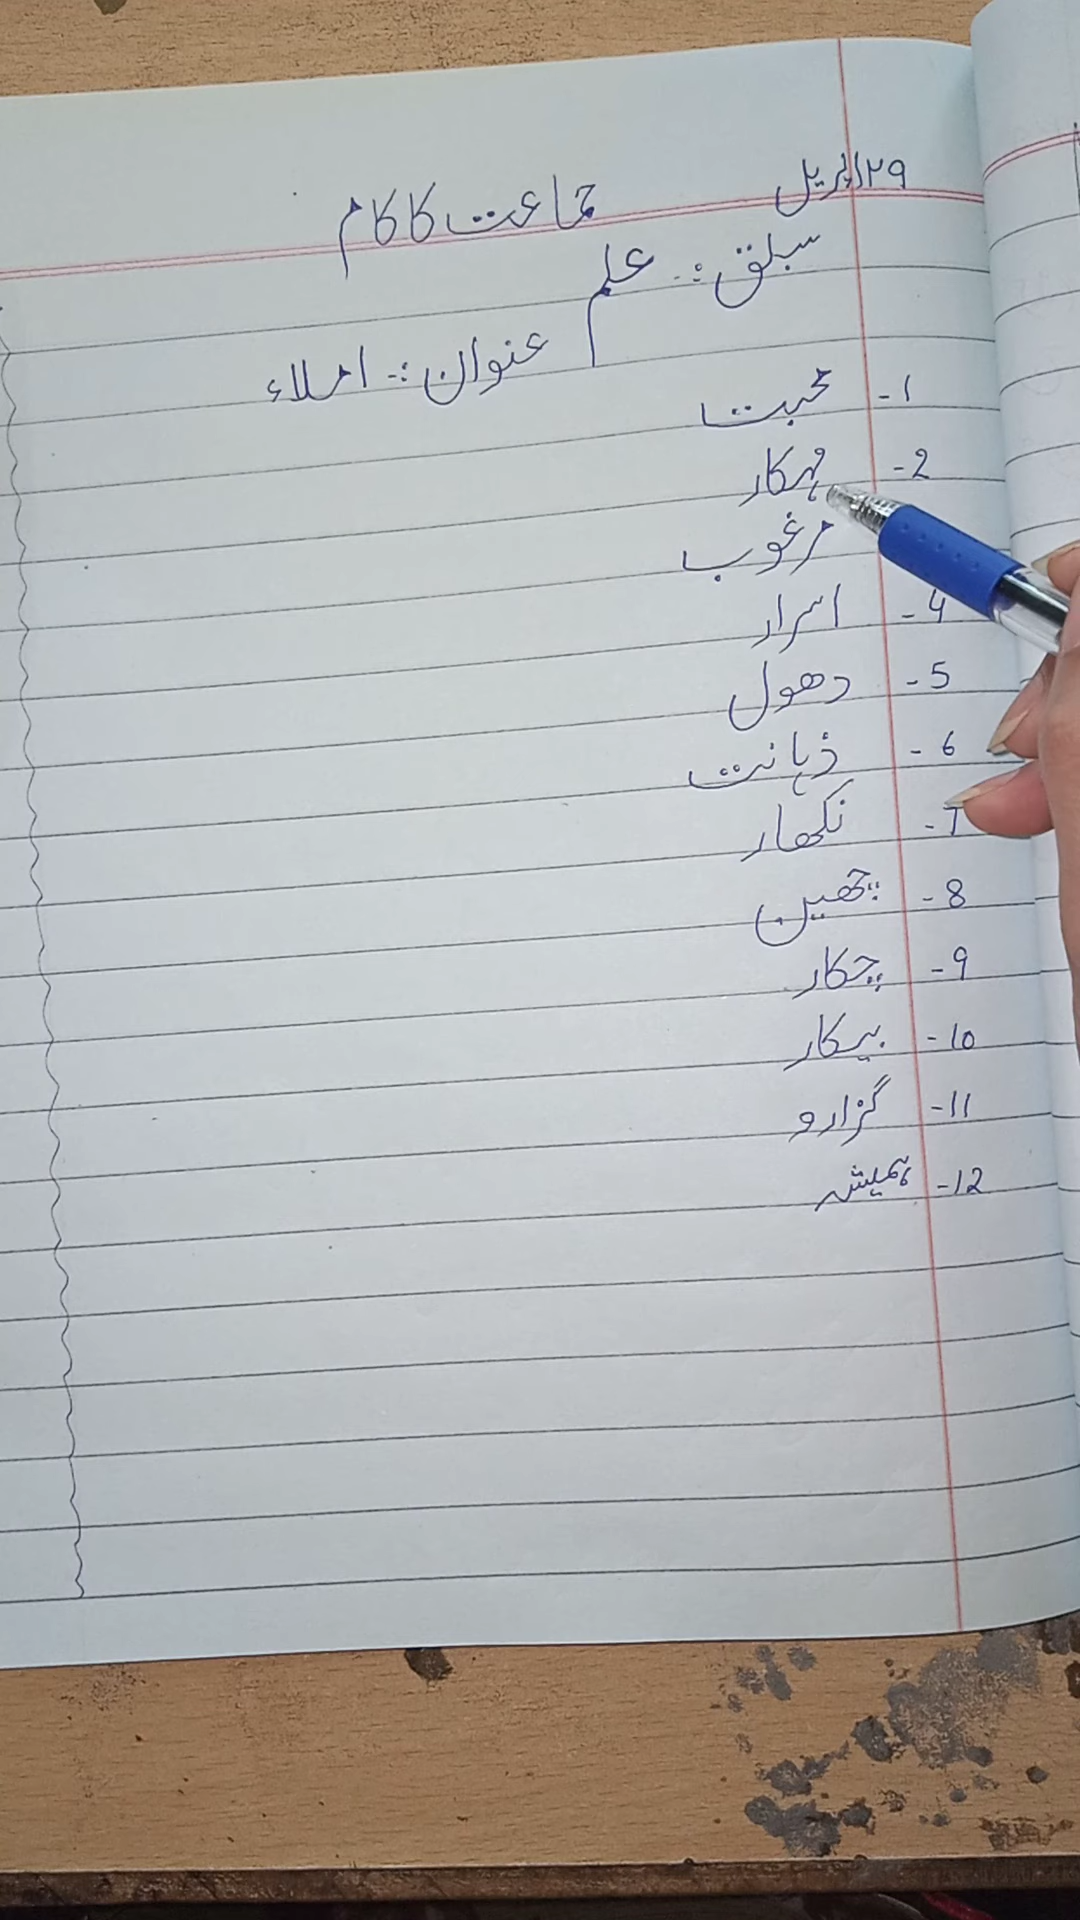 ۲۹ اپریل
جماعت کا کام
سبق :- علم
عنوان :- املاء
1- محبت
2- مہکار
مرغوب
4- اسرار
5- دھول
6- ذہانت
7- نکھار
8- چھین
9- چکار
10- بیکار
11- گزارو
12- ہمیشہ